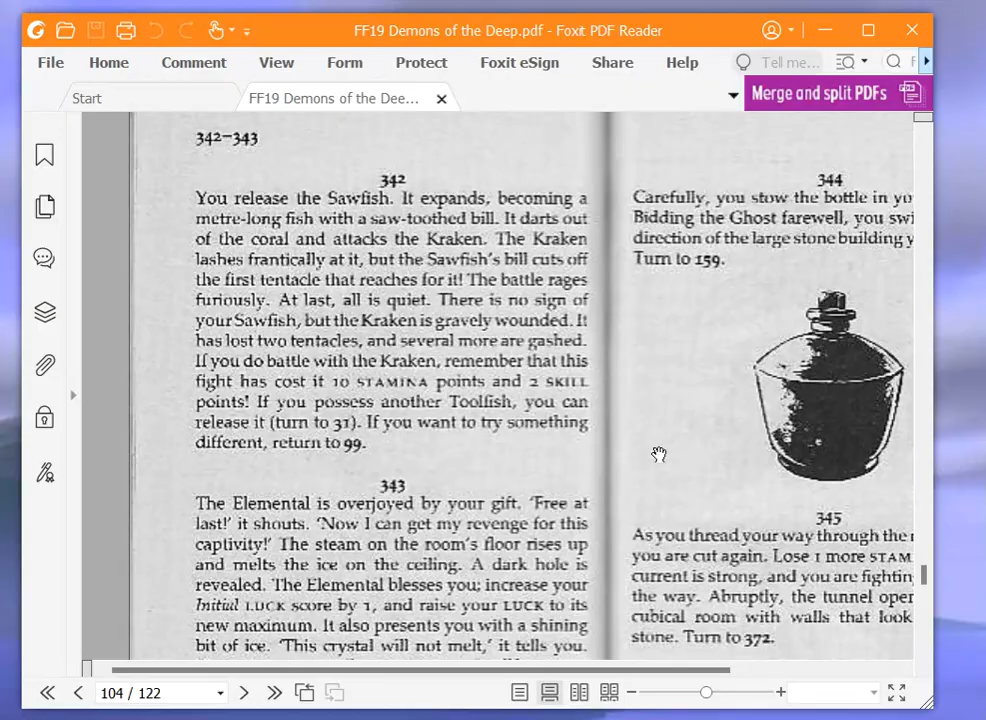 FF19 Demons of the Deep.pdf - Foxit PDF Reader
File Home Comment View Form Protect Foxit eSign Share Help Tell me... F
Start
FF19 Demons of the Dee...
Merge and split PDFs
342–343
342
You release the Sawfish. It expands, becoming a
metre-long fish with a saw-toothed bill. It darts out
of the coral and attacks the Kraken. The Kraken
lashes frantically at it, but the Sawfish's bill cuts off
the first tentacle that reaches for it! The battle rages
furiously. At last, all is quiet. There is no sign of
your Sawfish, but the Kraken is gravely wounded. It
has lost two tentacles, and several more are gashed.
If you do battle with the Kraken, remember that this
fight has cost it 10 STAMINA points and 2 SKILL
points! If you possess another Toolfish, you can
release it (turn to 31). If you want to try something
different, return to 99.
343
The Elemental is overjoyed by your gift. 'Free at
last!' it shouts. 'Now I can get my revenge for this
captivity!' The steam on the room's floor rises up
and melts the ice on the ceiling. A dark hole is
revealed. The Elemental blesses you; increase your
Initial LUCK score by 1, and raise your LUCK to its
new maximum. It also presents you with a shining
bit of ice. 'This crystal will not melt,' it tells you.
344
Carefully, you stow the bottle in yo
Bidding the Ghost farewell, you swi
direction of the large stone building y
Turn to 159.
345
As you thread your way through the
you are cut again. Lose 1 more STAM
current is strong, and you are fightin
the way. Abruptly, the tunnel oper
cubical room with walls that look
stone. Turn to 372.
104 / 122